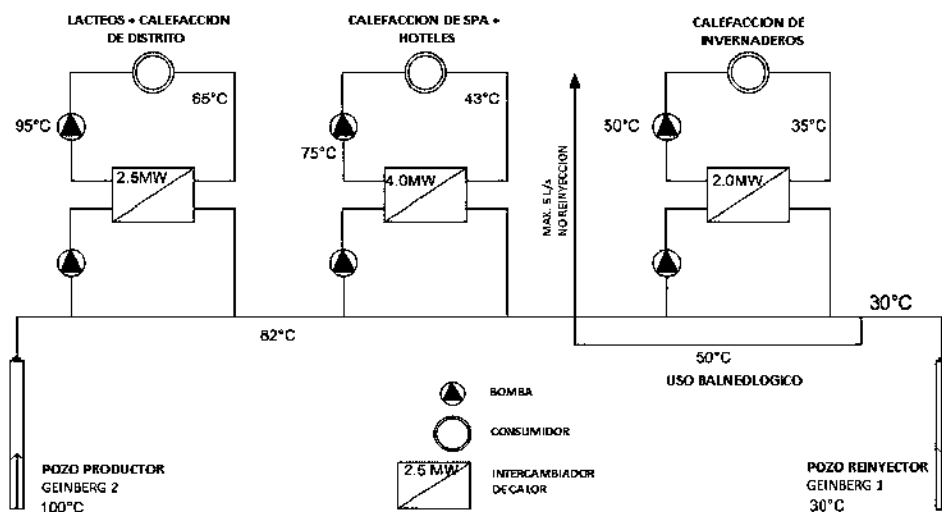 LACTEOS + CALEFACCION
DE DISTRITO
95°C
65°C
2.5MW
CALEFACCION DE SPA +
HOTELES
75°C
43°C
4.0MW
MAX. 5 L/s
NO REINYECCION
CALEFACCION DE
INVERNADEROS
50°C
35°C
2.0MW
82°C
30°C
50°C
USO BALNEOLOGICO
BOMBA
CONSUMIDOR
2.5 MW
INTERCAMBIADOR
DE CALOR
POZO PRODUCTOR
GEINBERG 2
100°C
POZO REINYECTOR
GEINBERG 1
30°C